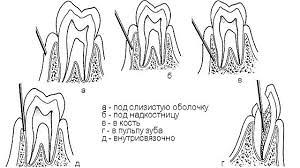 а
б
в
а - под слизистую оболочку
б - под надкостницу
в - в кость
г - в пульпу зуба
д - внутрисвязочно
д
г